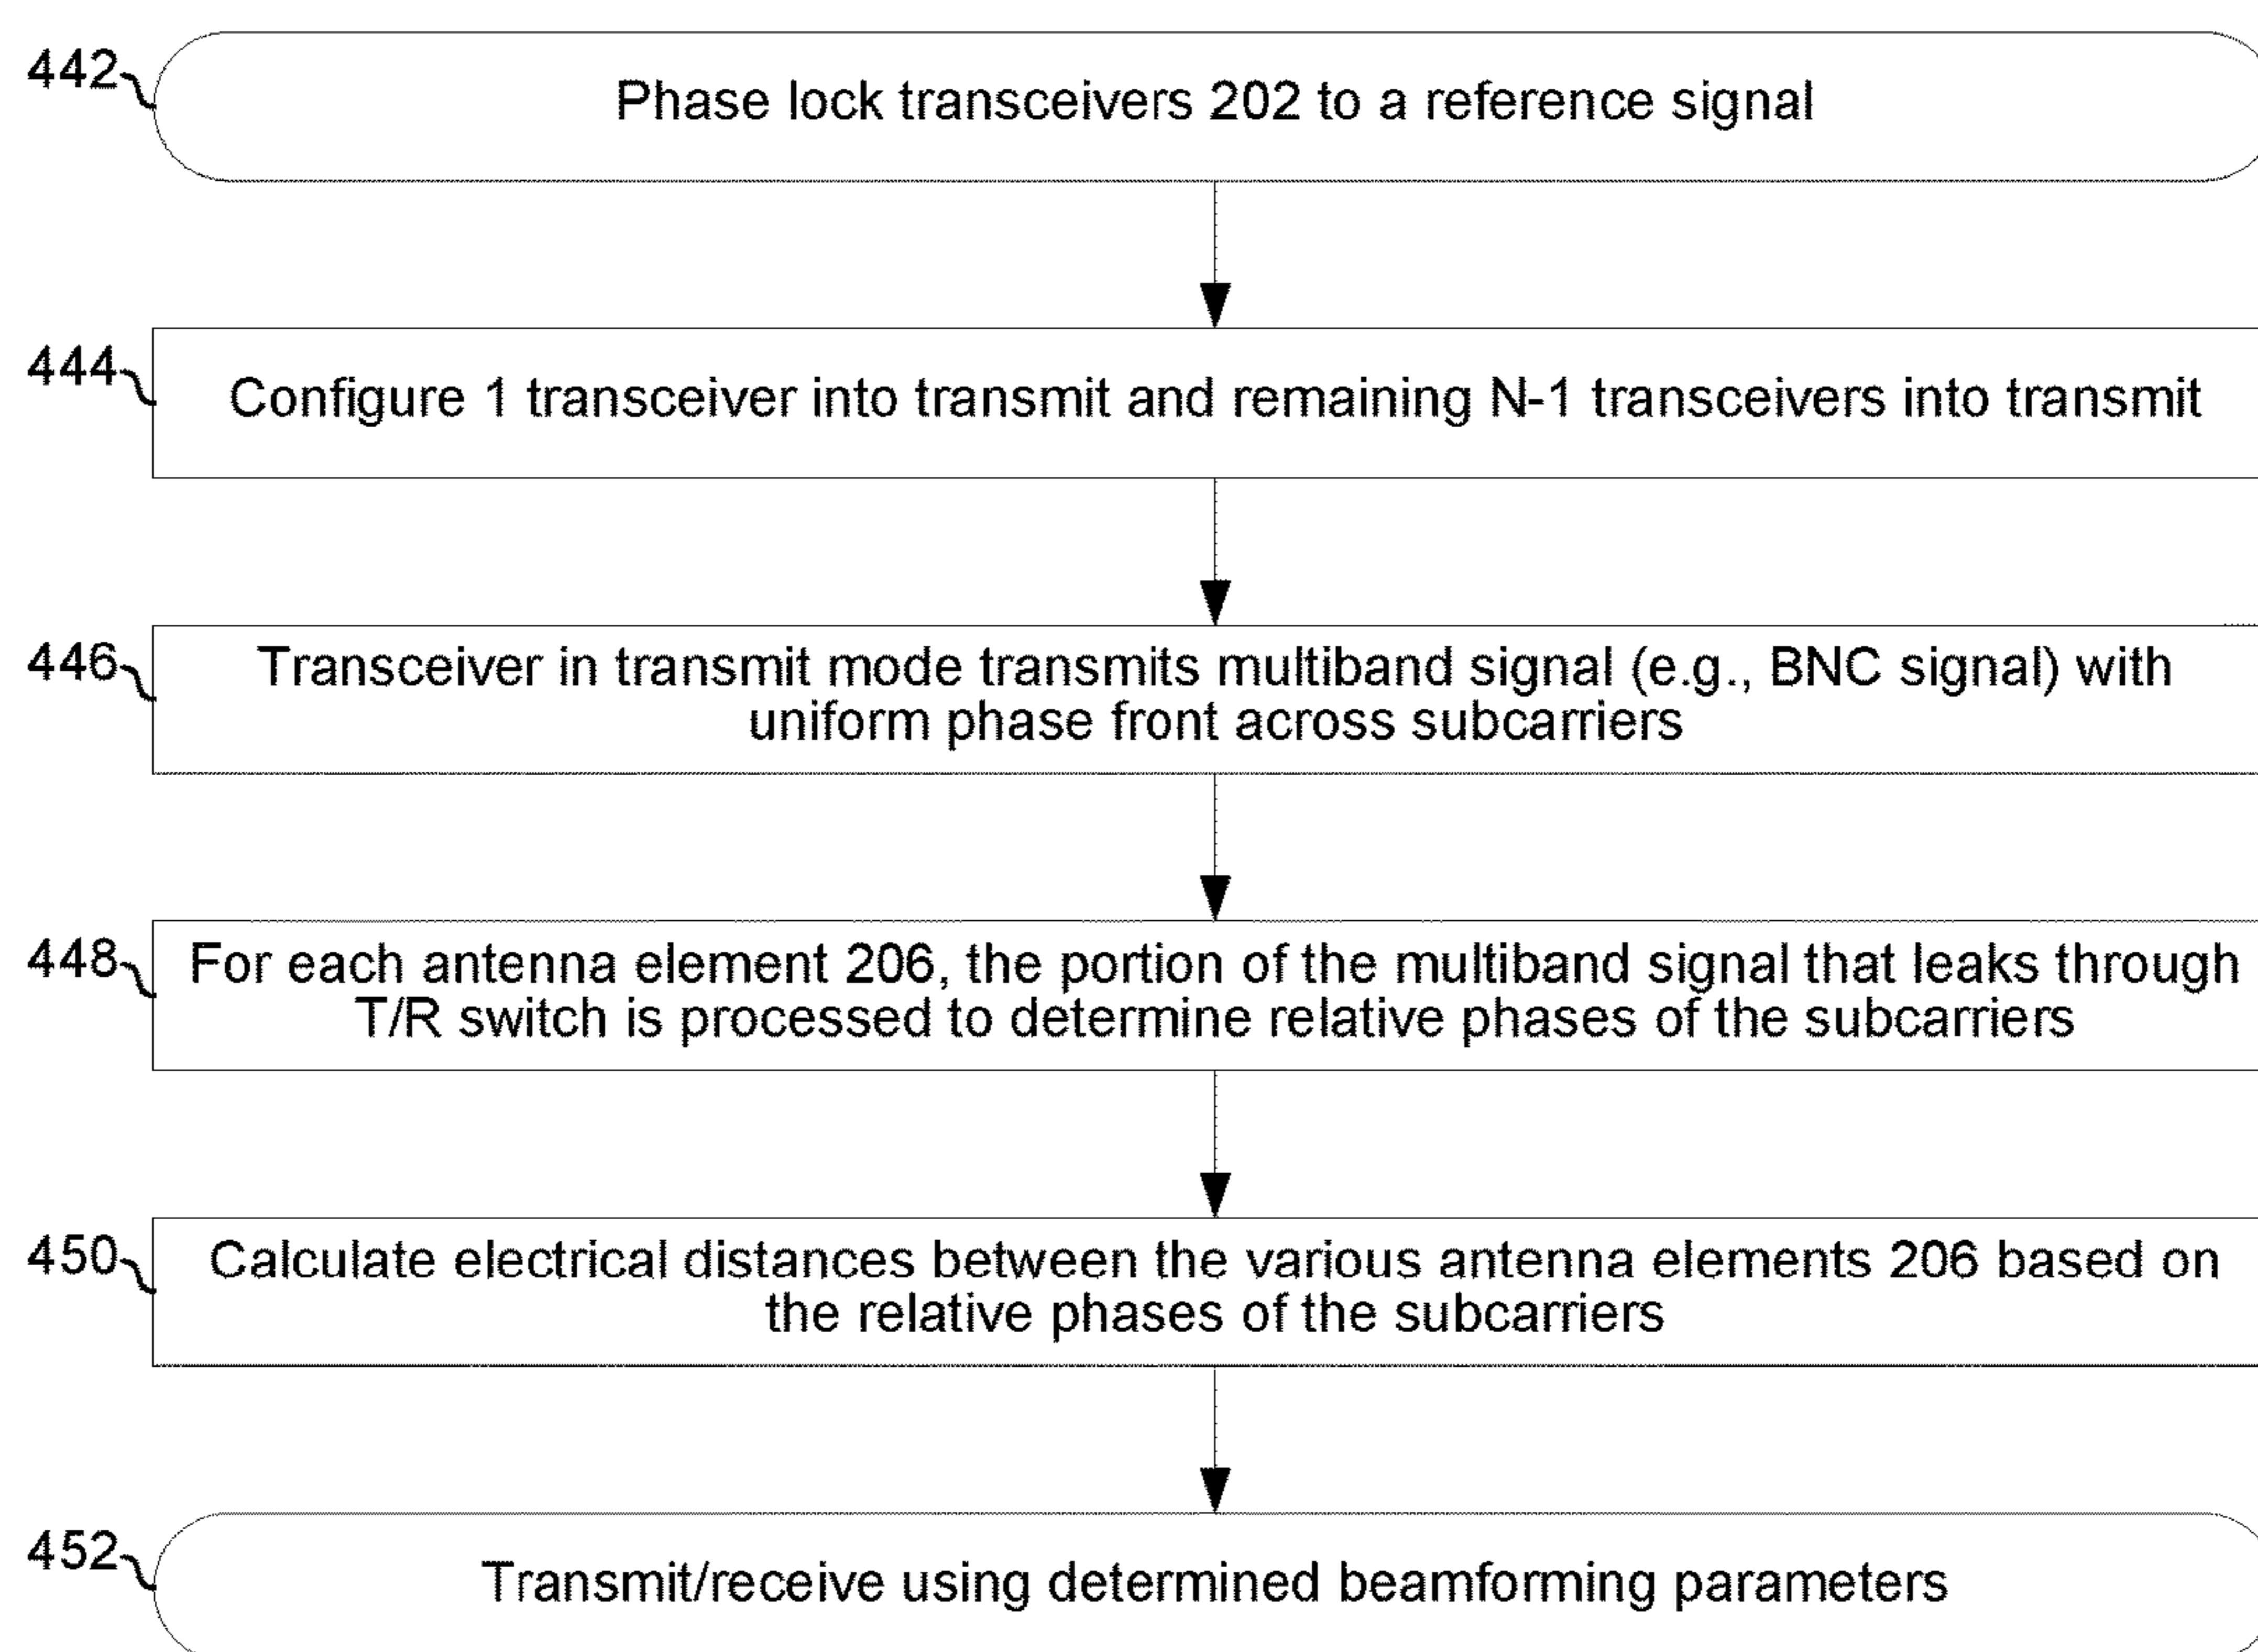 442
Phase lock transceivers 202 to a reference signal
444
Configure 1 transceiver into transmit and remaining N-1 transceivers into transmit
446
Transceiver in transmit mode transmits multiband signal (e.g., BNC signal) with
uniform phase front across subcarriers
448
For each antenna element 206, the portion of the multiband signal that leaks through
T/R switch is processed to determine relative phases of the subcarriers
450
Calculate electrical distances between the various antenna elements 206 based on
the relative phases of the subcarriers
452
Transmit/receive using determined beamforming parameters